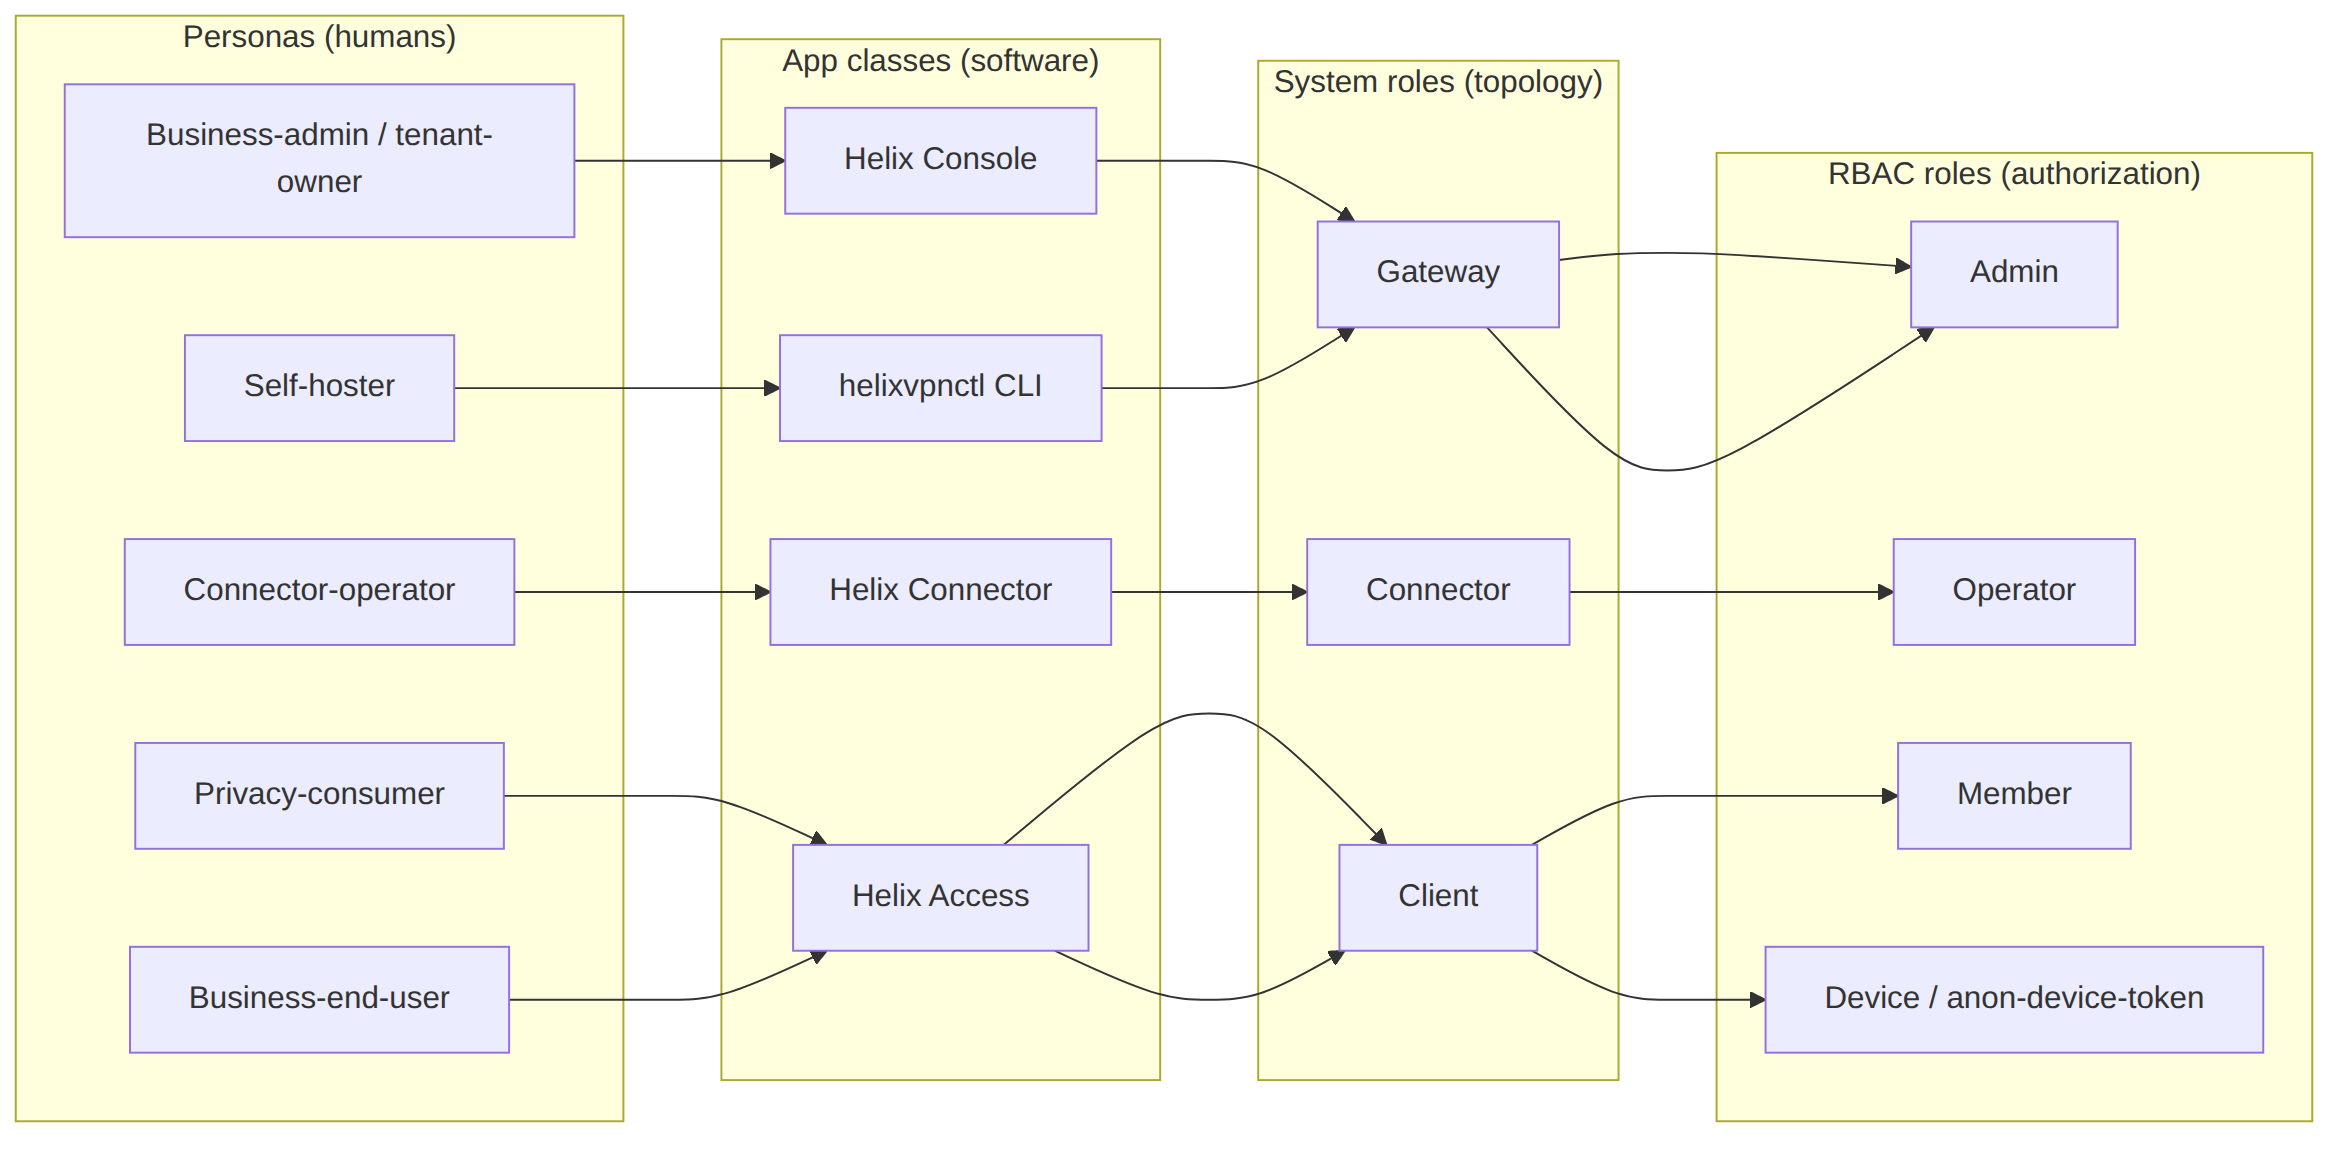 Personas (humans)
Business-admin / tenant-
owner
Self-hoster
Connector-operator
Privacy-consumer
Business-end-user
App classes (software)
Helix Console
helixvpnctl CLI
Helix Connector
Helix Access
System roles (topology)
Gateway
Connector
Client
RBAC roles (authorization)
Admin
Operator
Member
Device / anon-device-token